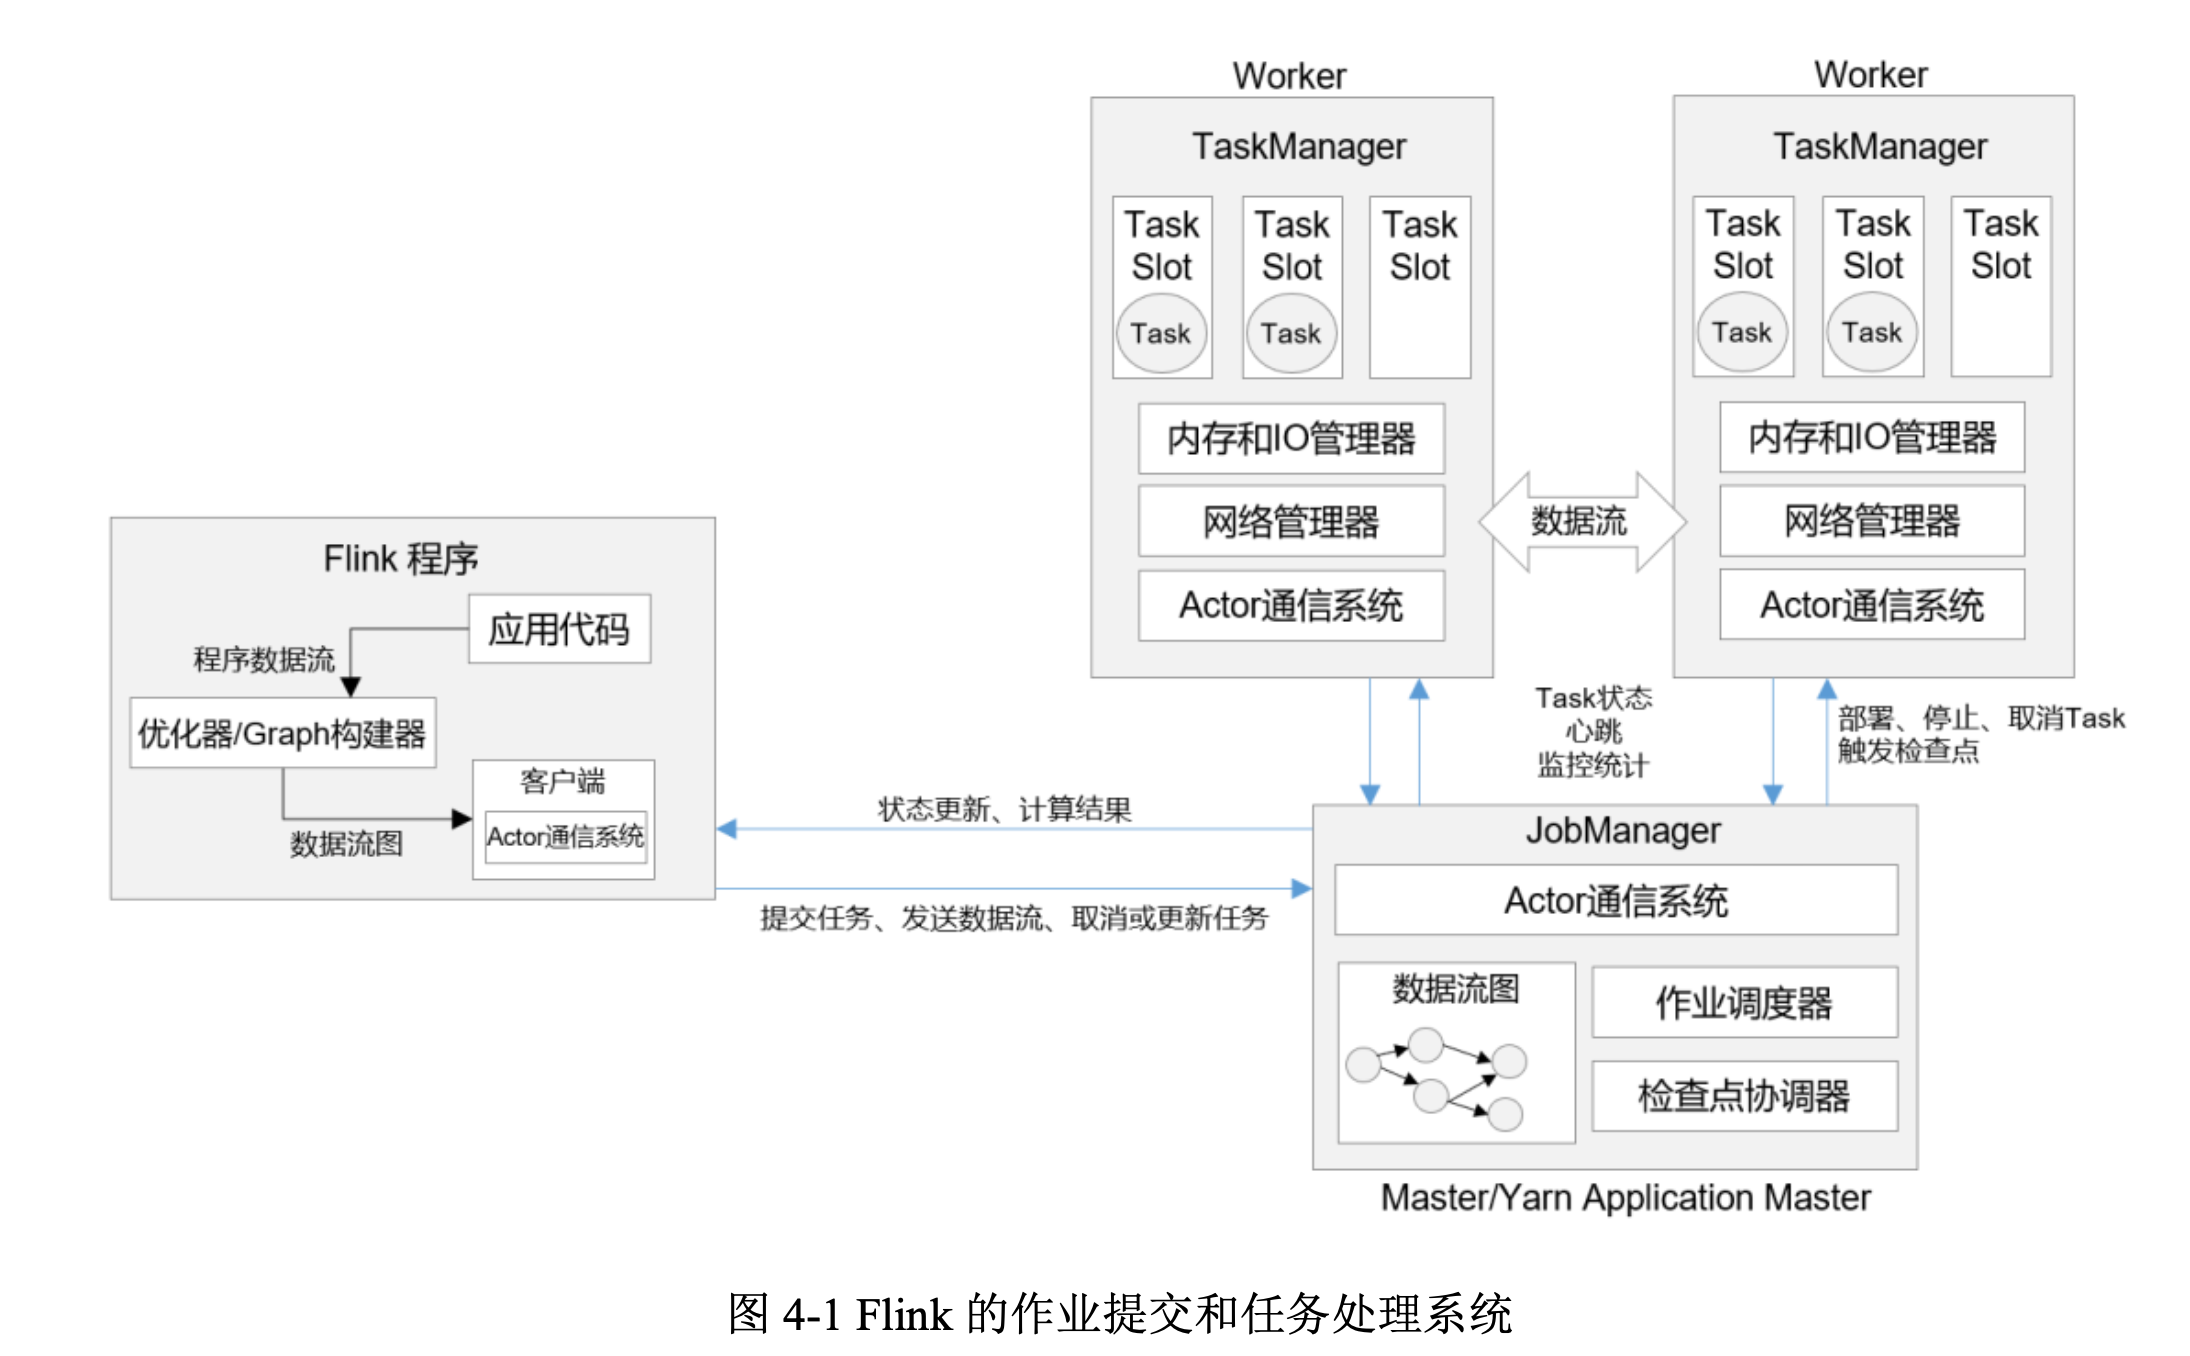 Worker
TaskManager
Task
Slot
Task
Task
Slot
Task
Task
Slot
内存和IO管理器
网络管理器
Actor通信系统
数据流
Worker
TaskManager
Task
Slot
Task
Task
Slot
Task
Task
Slot
内存和IO管理器
网络管理器
Actor通信系统
Flink 程序
应用代码
程序数据流
优化器/Graph构建器
客户端
Actor通信系统
数据流图
Task状态
心跳
监控统计
部署、停止、取消Task
触发检查点
状态更新、计算结果
提交任务、发送数据流、取消或更新任务
JobManager
Actor通信系统
数据流图
作业调度器
检查点协调器
Master/Yarn Application Master
图 4-1 Flink 的作业提交和任务处理系统